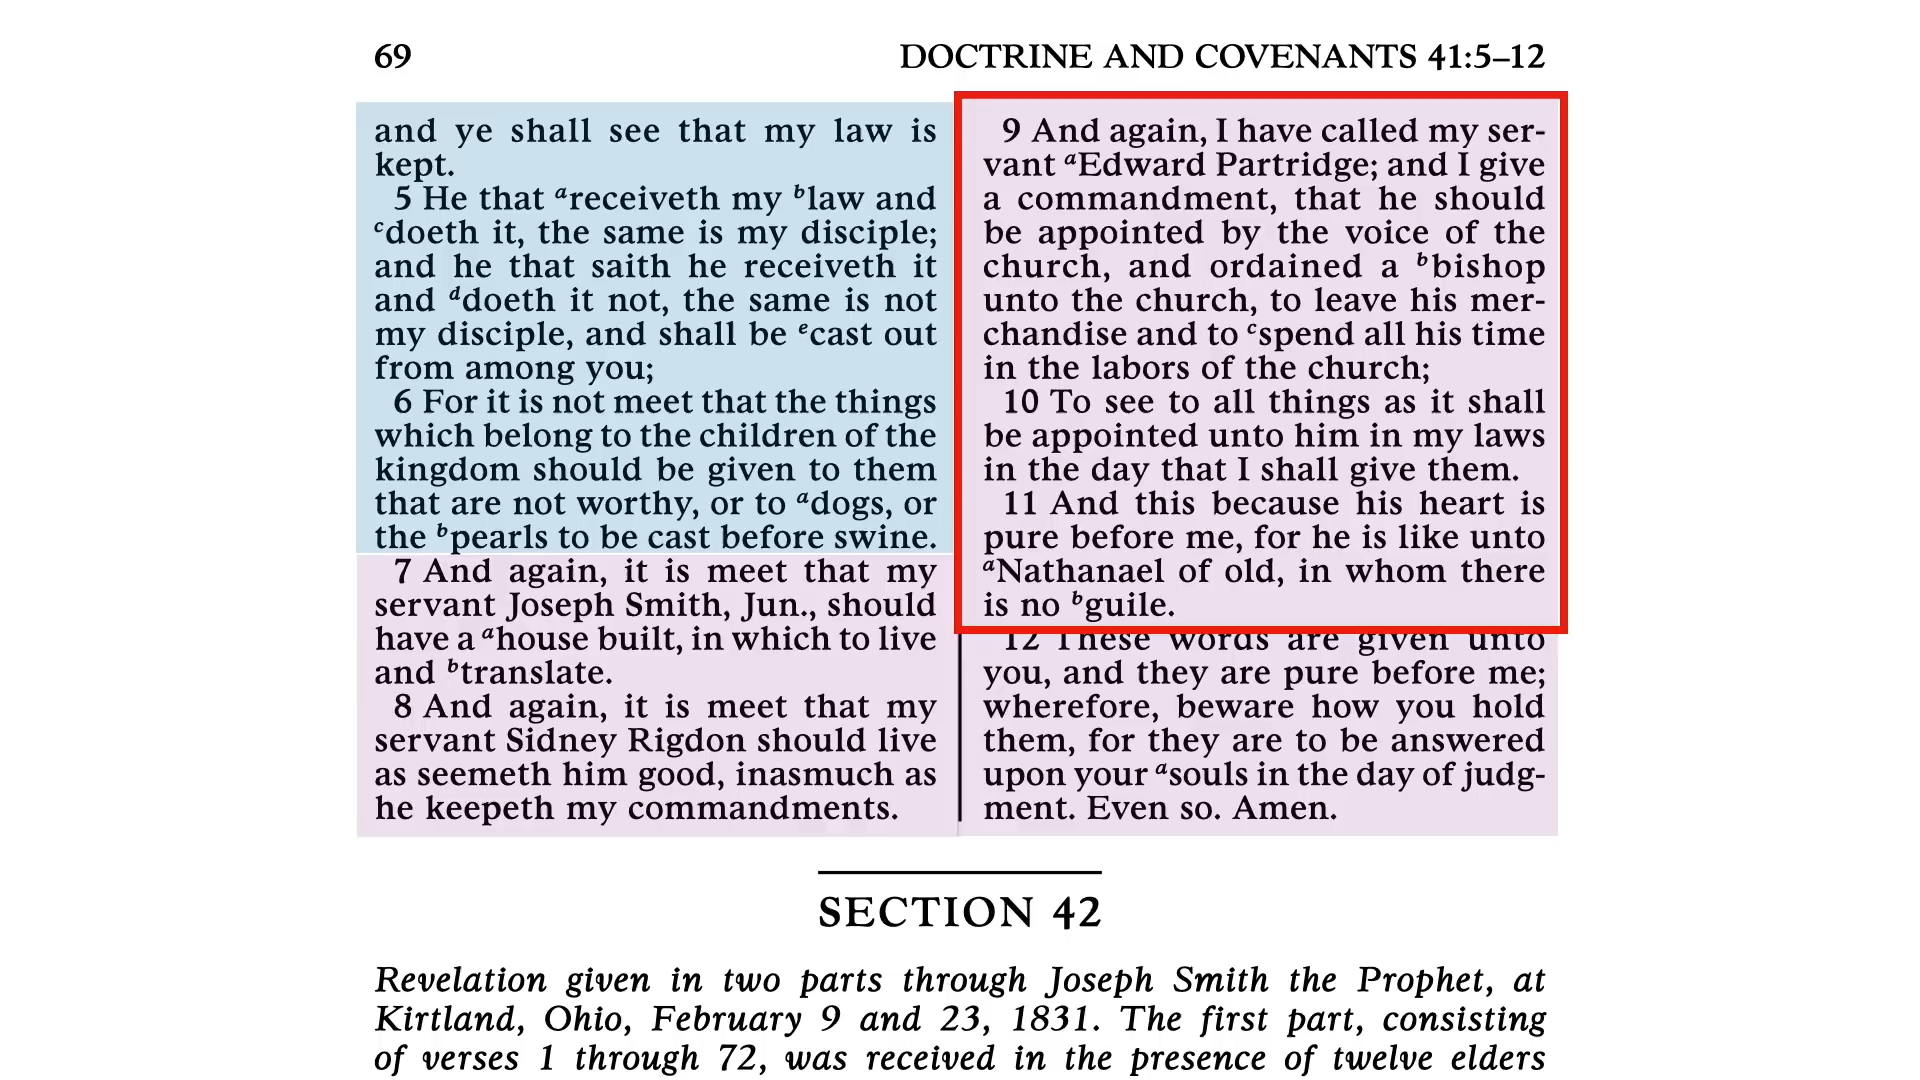 69
DOCTRINE AND COVENANTS 41:5–12
and ye shall see that my law is
kept.
5 He that areceiveth my blaw and
cdoeth it, the same is my disciple;
and he that saith he receiveth it
and ddoeth it not, the same is not
my disciple, and shall be ecast out
from among you;
6 For it is not meet that the things
which belong to the children of the
kingdom should be given to them
that are not worthy, or to adogs, or
the bpearls to be cast before swine.
7 And again, it is meet that my
servant Joseph Smith, Jun., should
have a ahouse built, in which to live
and btranslate.
8 And again, it is meet that my
servant Sidney Rigdon should live
as seemeth him good, inasmuch as
he keepeth my commandments.
9 And again, I have called my ser-
vant aEdward Partridge; and I give
a commandment, that he should
be appointed by the voice of the
church, and ordained a bbishop
unto the church, to leave his mer-
chandise and to cspend all his time
in the labors of the church;
10 To see to all things as it shall
be appointed unto him in my laws
in the day that I shall give them.
11 And this because his heart is
pure before me, for he is like unto
aNathanael of old, in whom there
is no bguile.
12 These words are given unto
you, and they are pure before me;
wherefore, beware how you hold
them, for they are to be answered
upon your asouls in the day of judg-
ment. Even so. Amen.
SECTION 42
Revelation given in two parts through Joseph Smith the Prophet, at
Kirtland, Ohio, February 9 and 23, 1831. The first part, consisting
of verses 1 through 72, was received in the presence of twelve elders